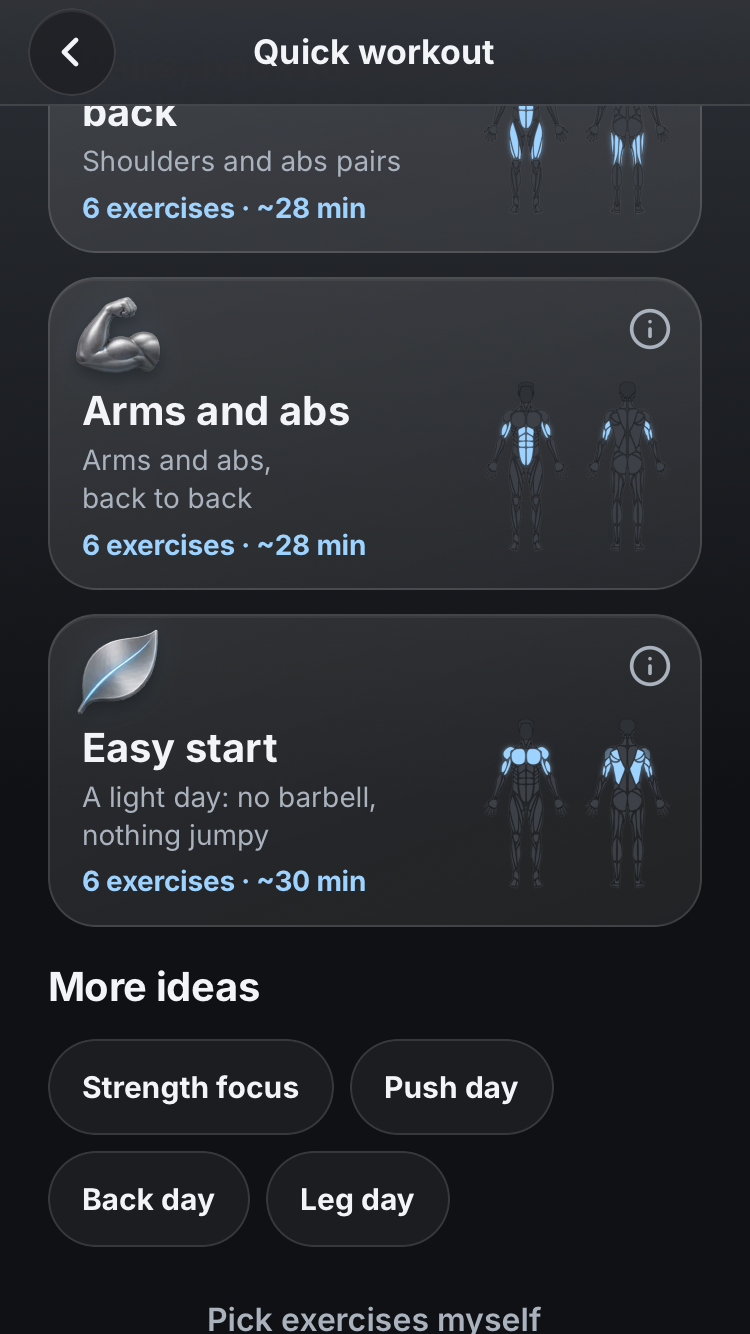 Quick workout
back
Shoulders and abs pairs
6 exercises · ~28 min
Arms and abs
Arms and abs,
back to back
6 exercises · ~28 min
Easy start
A light day: no barbell,
nothing jumpy
6 exercises · ~30 min
More ideas
Strength focus
Push day
Back day
Leg day
Pick exercises myself